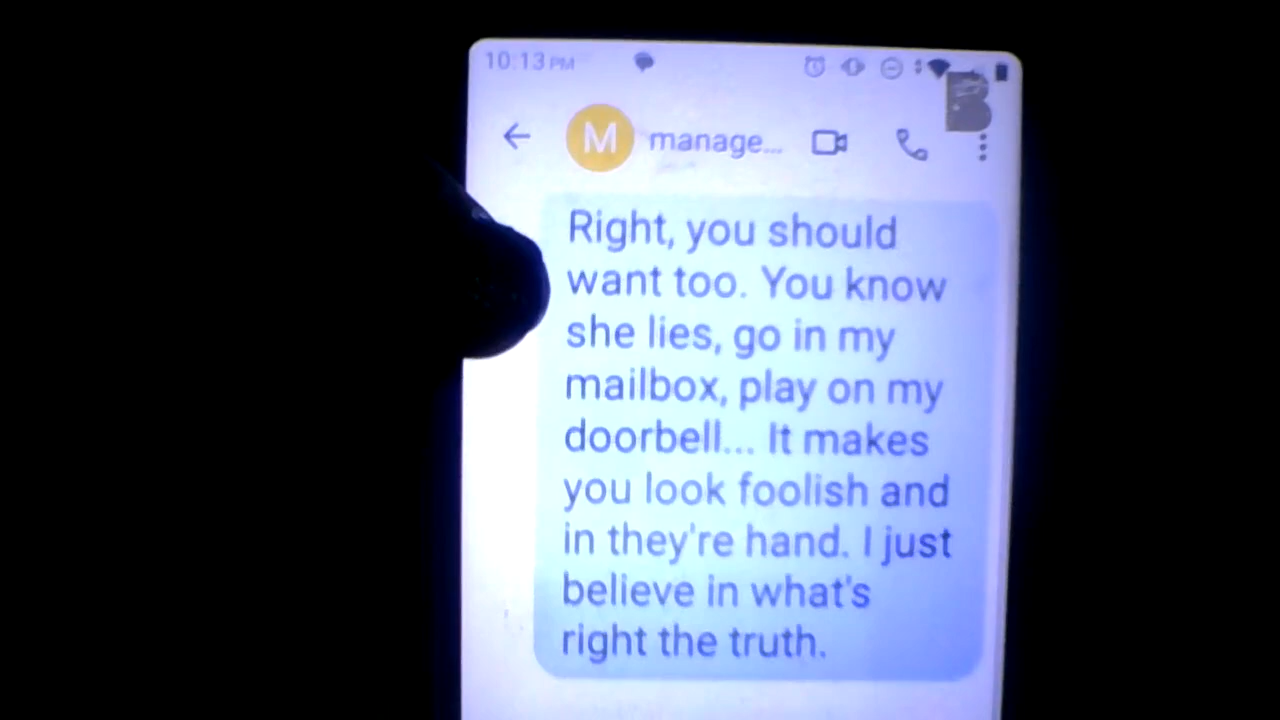 10:13 PM
M manage...
B
Right, you should
want too. You know
she lies, go in my
mailbox, play on my
doorbell... It makes
you look foolish and
in they're hand. I just
believe in what's
right the truth.